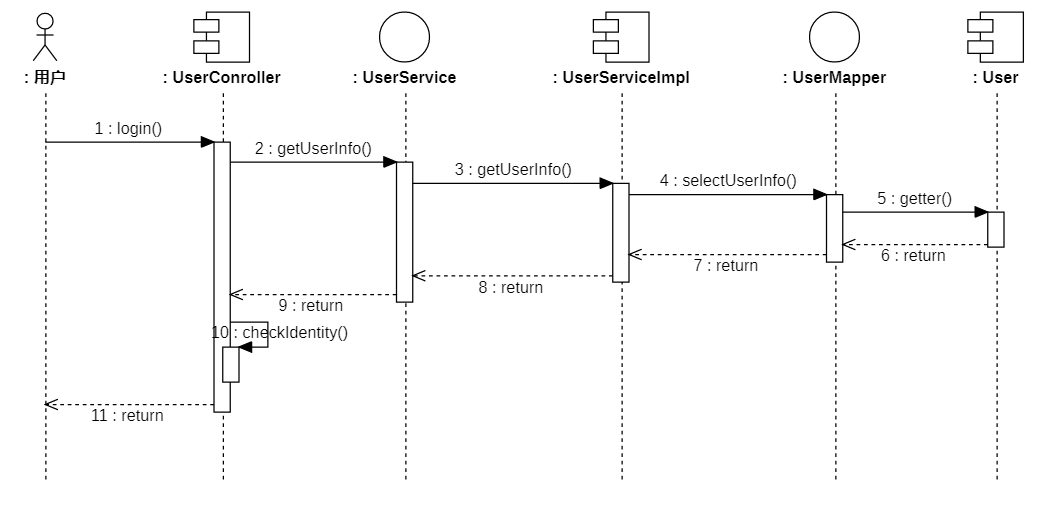 : 用户
: UserConroller
: UserService
: UserServiceImpl
: UserMapper
: User
1 : login()
2 : getUserInfo()
3 : getUserInfo()
4 : selectUserInfo()
5 : getter()
6 : return
7 : return
8 : return
9 : return
10 : checkIdentity()
11 : return